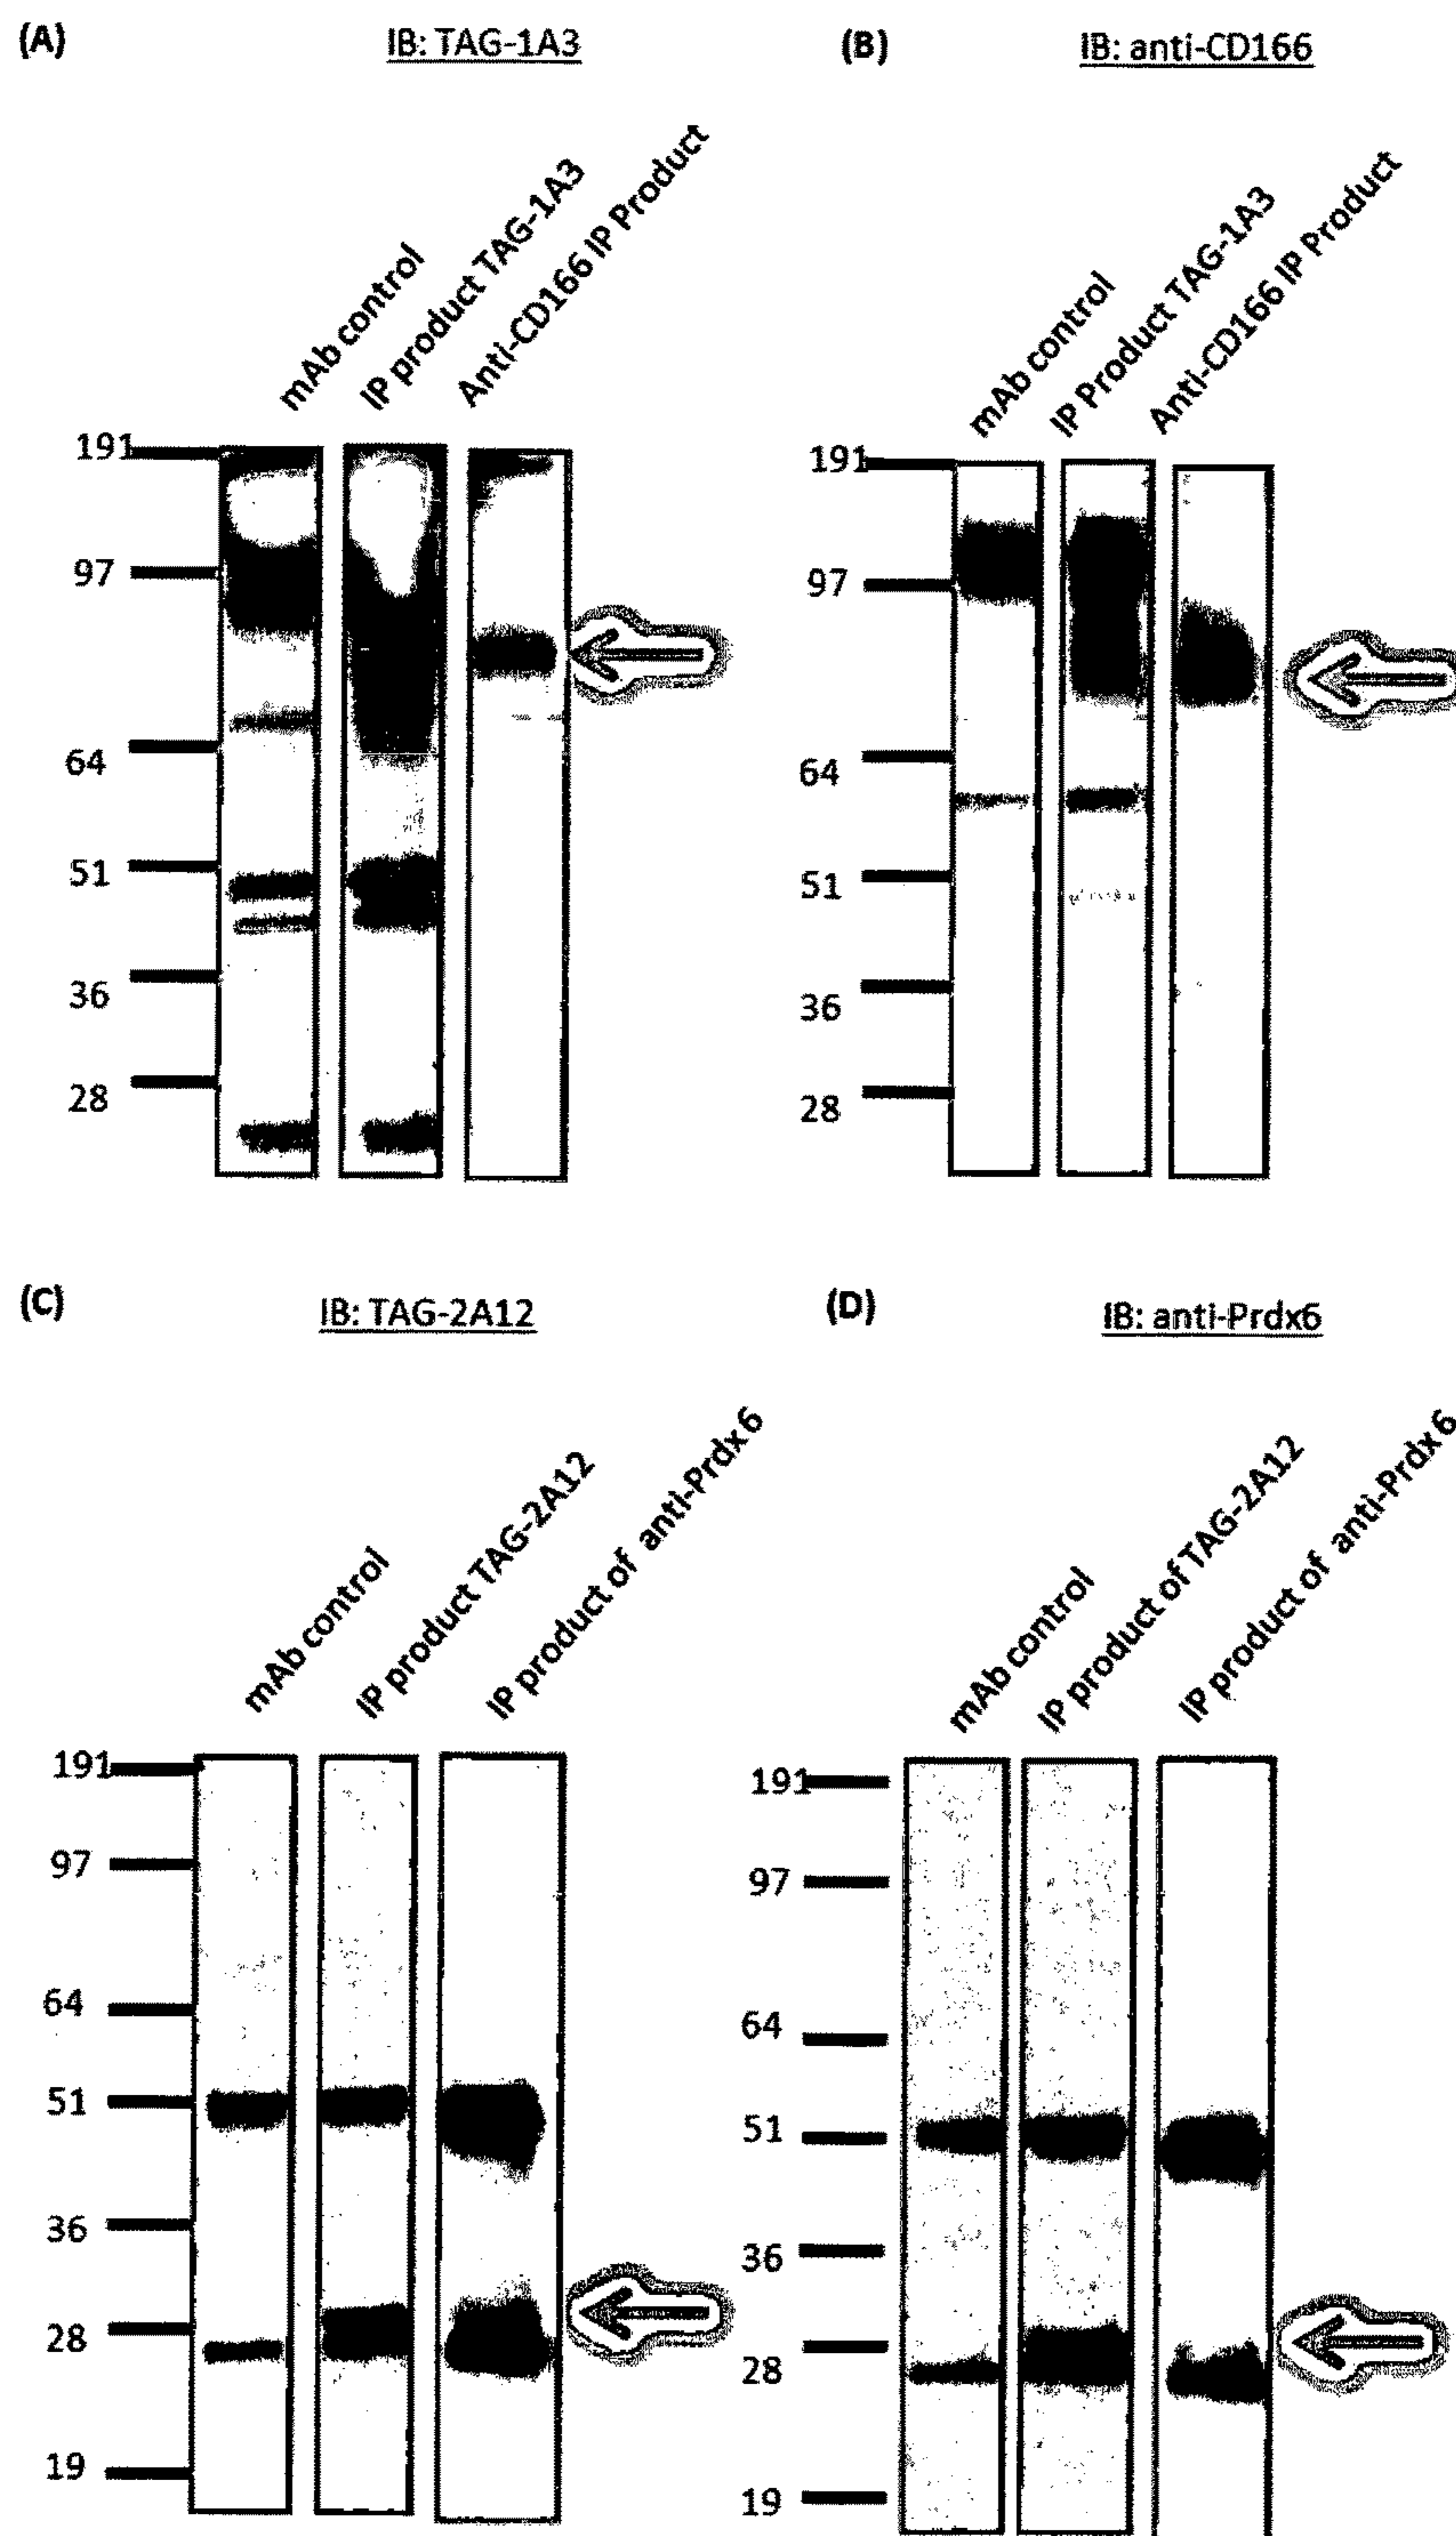 (A)
IB: TAG-1A3
mAb control
IP product TAG-1A3
Anti-CD166 IP Product
191
97
64
51
36
28
(B)
IB: anti-CD166
mAb control
IP Product TAG-1A3
Anti-CD166 IP Product
191
97
64
51
36
28
(C)
IB: TAG-2A12
mAb control
IP product TAG-2A12
IP product of anti-Prdx6
191
97
64
51
36
28
19
(D)
IB: anti-Prdx6
mAb control
IP product of TAG-2A12
IP product of anti-Prdx6
191
97
64
51
36
28
19